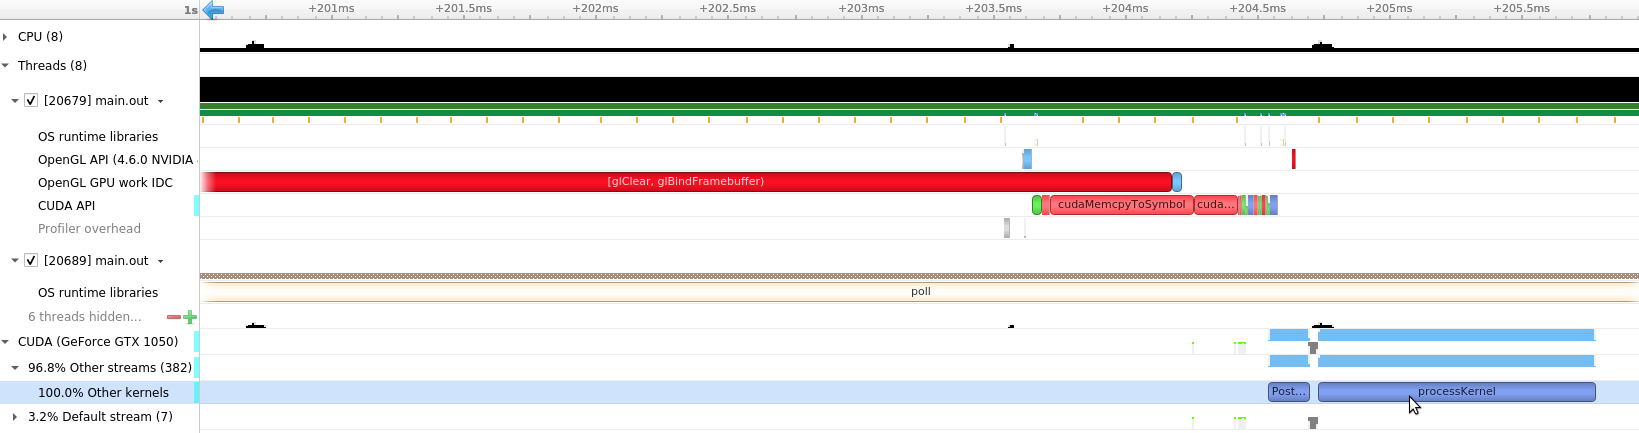 1s +201ms +201.5ms +202ms +202.5ms +203ms +203.5ms +204ms +204.5ms +205ms +205.5ms
CPU (8)
Threads (8)
[20679] main.out
OS runtime libraries
OpenGL API (4.6.0 NVIDIA
OpenGL GPU work IDC [glClear, glBindFramebuffer)
CUDA API cudaMemcpyToSymbol cuda...
Profiler overhead
[20689] main.out
OS runtime libraries poll
6 threads hidden...
CUDA (GeForce GTX 1050)
96.8% Other streams (382)
100.0% Other kernels Post... processKernel
3.2% Default stream (7)